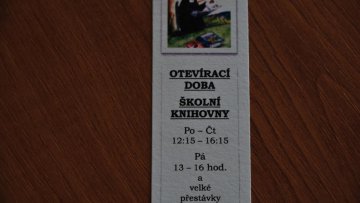 OTEVÍRACÍ
DOBA
ŠKOLNÍ
KNIHOVNY
Po – Čt
12:15 – 16:15
Pá
13 – 16 hod.
a
velké
přestávky